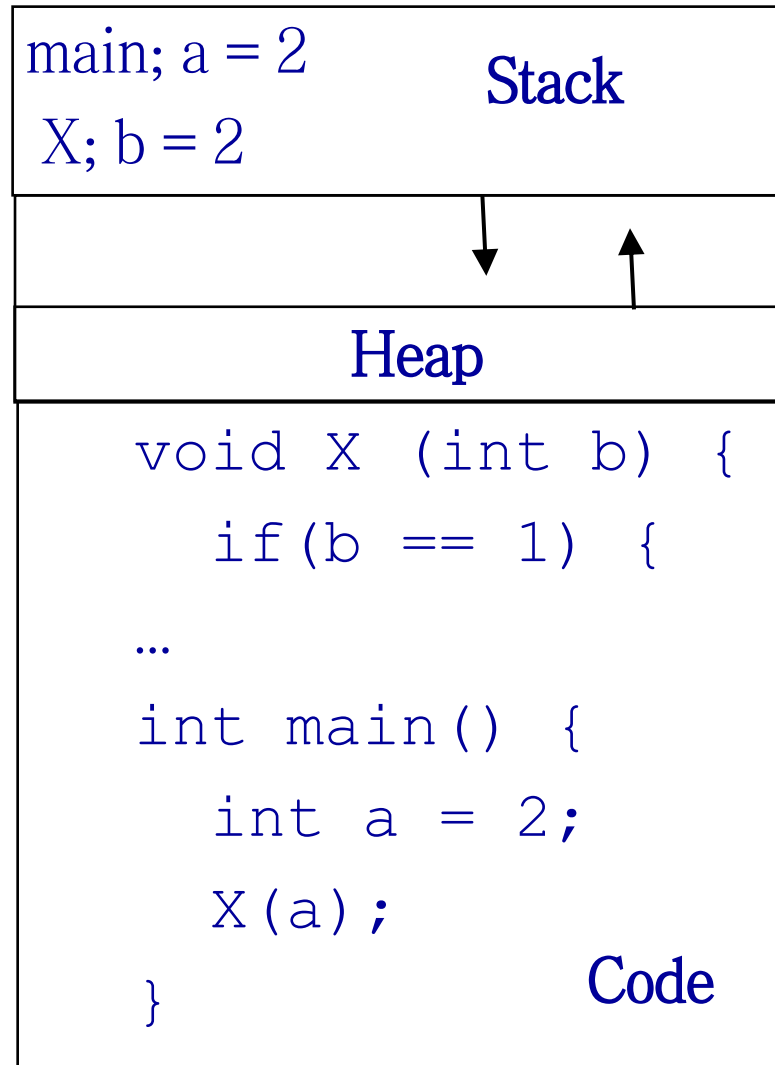 main; a = 2
Stack
X; b = 2
Heap
void X (int b) {
if(b == 1) {
…
int main() {
int a = 2;
X(a);
}
Code